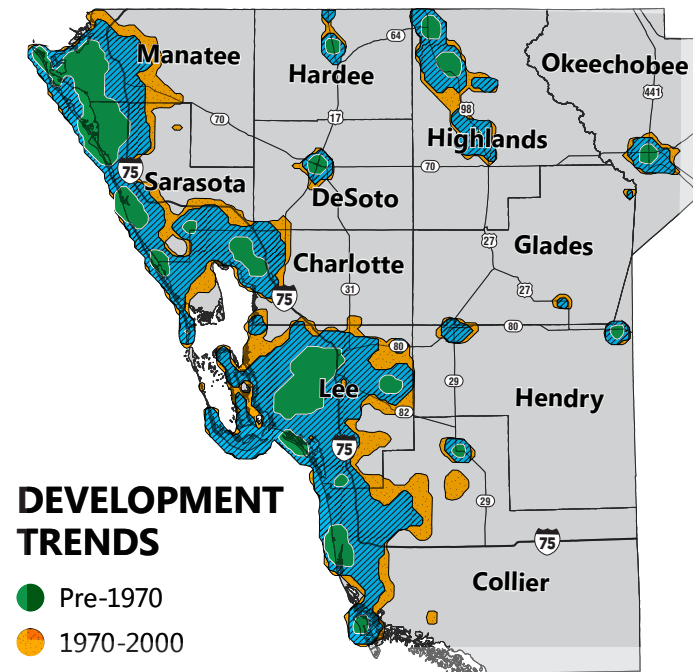 64
Manatee
Hardee
Okeechobee
441
98
70
17
Highlands
75
70
Sarasota
DeSoto
27
Glades
Charlotte
75
31
27
80
80
Lee
29
Hendry
82
75
29
DEVELOPMENT
TRENDS
75
Collier
Pre-1970
1970-2000